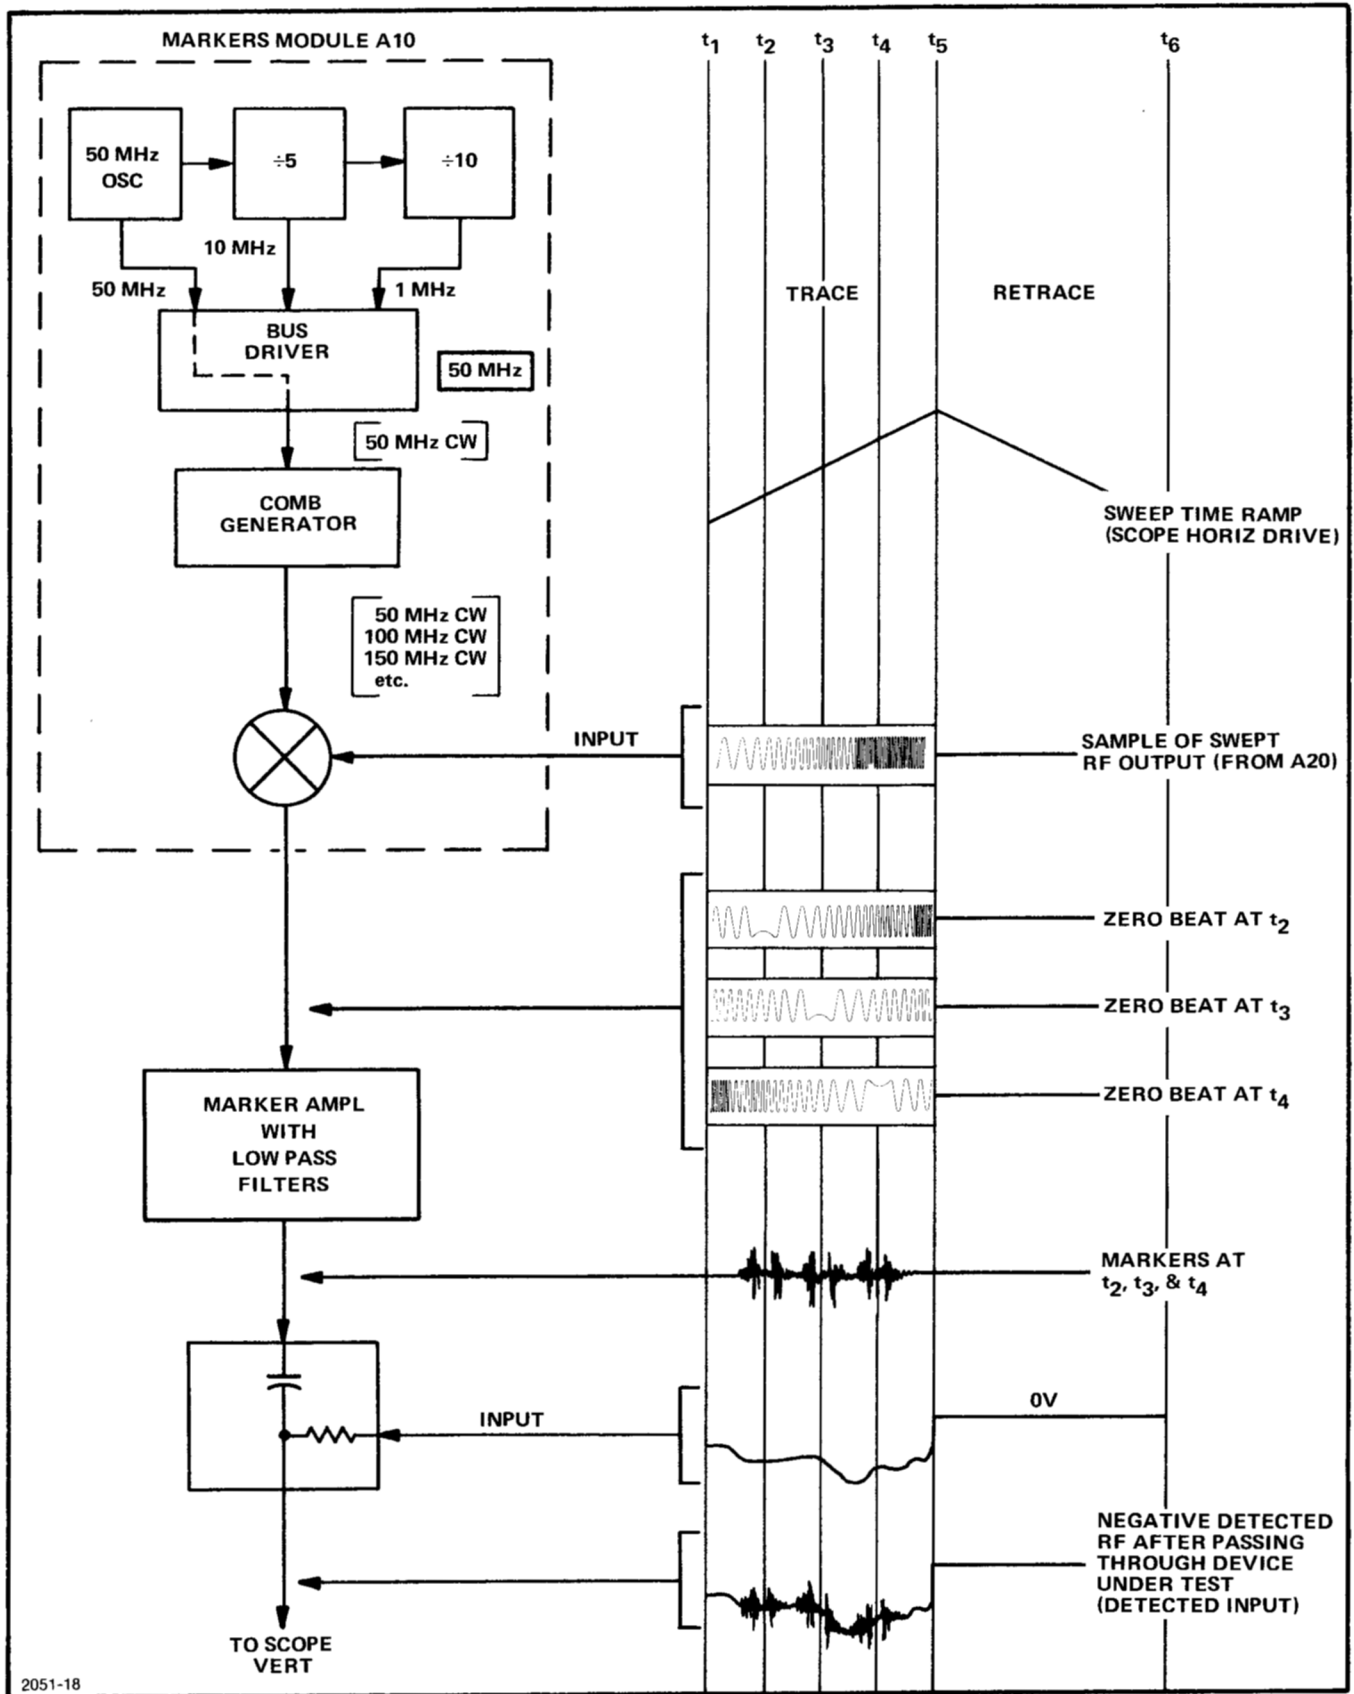 MARKERS MODULE A10
t1
t2
t3
t4
t5
t6
50 MHz
OSC
÷5
÷10
10 MHz
50 MHz
1 MHz
TRACE
RETRACE
BUS
DRIVER
50 MHz
50 MHz CW
COMB
GENERATOR
SWEEP TIME RAMP
(SCOPE HORIZ DRIVE)
50 MHz CW
100 MHz CW
150 MHz CW
etc.
INPUT
SAMPLE OF SWEPT
RF OUTPUT (FROM A20)
ZERO BEAT AT t2
ZERO BEAT AT t3
ZERO BEAT AT t4
MARKER AMPL
WITH
LOW PASS
FILTERS
MARKERS AT
t2, t3, & t4
INPUT
0V
NEGATIVE DETECTED
RF AFTER PASSING
THROUGH DEVICE
UNDER TEST
(DETECTED INPUT)
TO SCOPE
VERT
2051-18